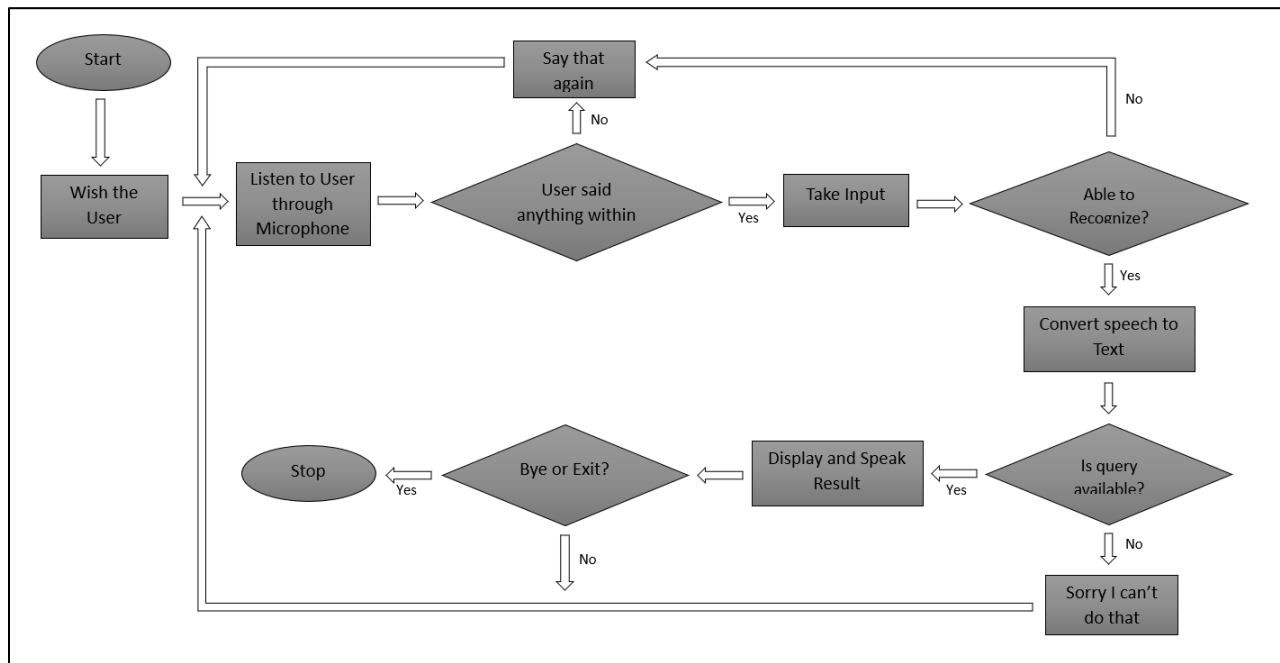 Start
Say that
again
No
No
Wish the
User
Listen to User
through
Microphone
User said
anything within
Yes
Take Input
Able to
Recognize?
Yes
Convert speech to
Text
Stop
Yes
Bye or Exit?
Display and Speak
Result
Yes
Is query
available?
No
No
Sorry I can't
do that